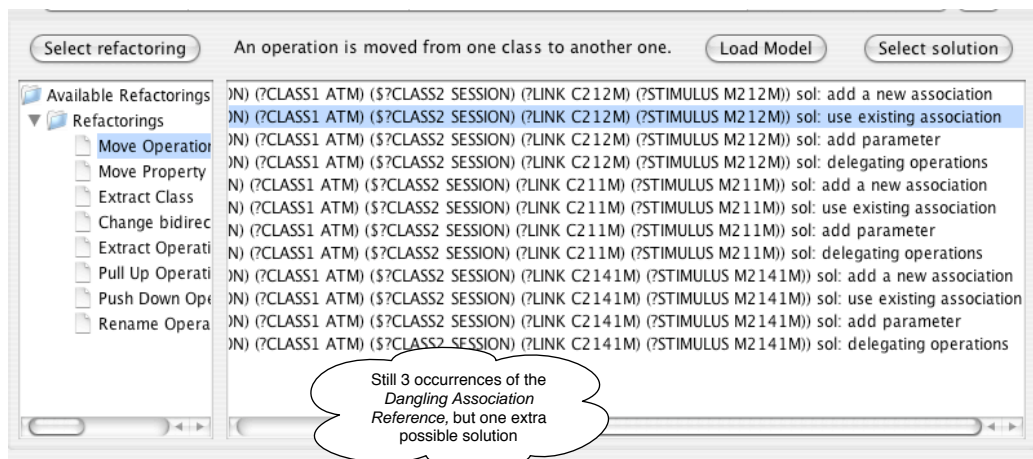 Select refactoring
An operation is moved from one class to another one.
Load Model
Select solution
Available Refactorings
Refactorings
Move Operation
Move Property
Extract Class
Change bidirec
Extract Operati
Pull Up Operati
Push Down Ope
Rename Opera
ON) (?CLASS1 ATM) ($?CLASS2 SESSION) (?LINK C212M) (?STIMULUS M212M)) sol: add a new association
ON) (?CLASS1 ATM) ($?CLASS2 SESSION) (?LINK C212M) (?STIMULUS M212M)) sol: use existing association
ON) (?CLASS1 ATM) ($?CLASS2 SESSION) (?LINK C212M) (?STIMULUS M212M)) sol: add parameter
ON) (?CLASS1 ATM) ($?CLASS2 SESSION) (?LINK C212M) (?STIMULUS M212M)) sol: delegating operations
N) (?CLASS1 ATM) ($?CLASS2 SESSION) (?LINK C211M) (?STIMULUS M211M)) sol: add a new association
N) (?CLASS1 ATM) ($?CLASS2 SESSION) (?LINK C211M) (?STIMULUS M211M)) sol: use existing association
N) (?CLASS1 ATM) ($?CLASS2 SESSION) (?LINK C211M) (?STIMULUS M211M)) sol: add parameter
N) (?CLASS1 ATM) ($?CLASS2 SESSION) (?LINK C211M) (?STIMULUS M211M)) sol: delegating operations
ON) (?CLASS1 ATM) ($?CLASS2 SESSION) (?LINK C2141M) (?STIMULUS M2141M)) sol: add a new association
ON) (?CLASS1 ATM) ($?CLASS2 SESSION) (?LINK C2141M) (?STIMULUS M2141M)) sol: use existing association
ON) (?CLASS1 ATM) ($?CLASS2 SESSION) (?LINK C2141M) (?STIMULUS M2141M)) sol: add parameter
ON) (?CLASS1 ATM) ($?CLASS2 SESSION) (?LINK C2141M) (?STIMULUS M2141M)) sol: delegating operations
Still 3 occurrences of the
Dangling Association
Reference, but one extra
possible solution